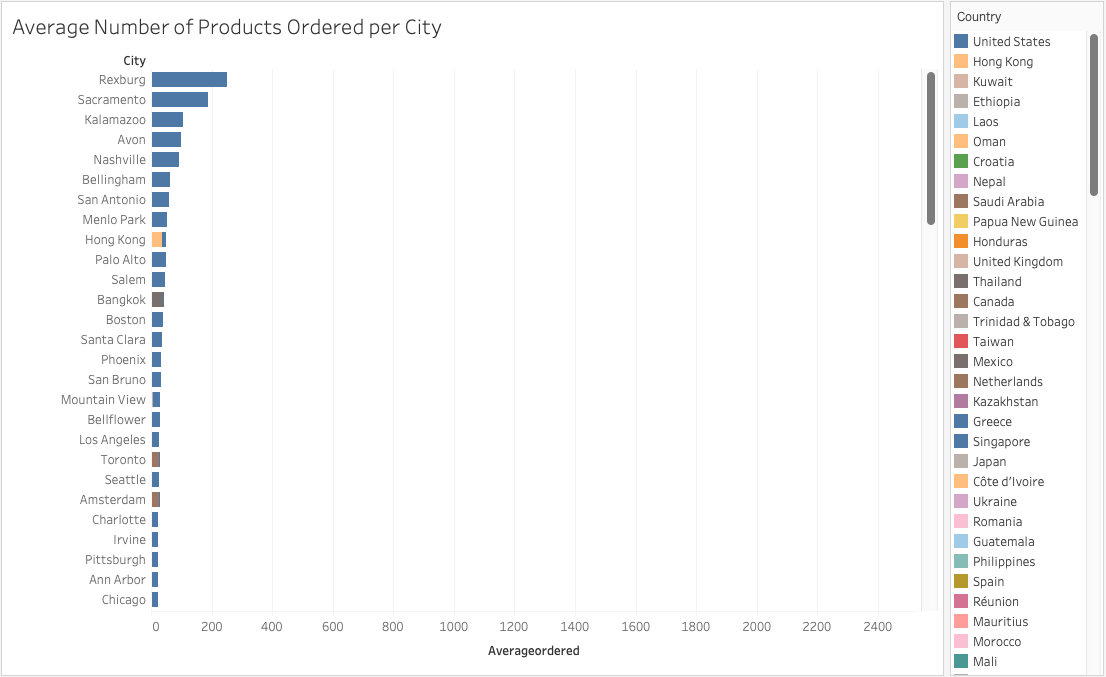 Average Number of Products Ordered per City
City
Rexburg
Sacramento
Kalamazoo
Avon
Nashville
Bellingham
San Antonio
Menlo Park
Hong Kong
Palo Alto
Salem
Bangkok
Boston
Santa Clara
Phoenix
San Bruno
Mountain View
Bellflower
Los Angeles
Toronto
Seattle
Amsterdam
Charlotte
Irvine
Pittsburgh
Ann Arbor
Chicago
0 200 400 600 800 1000 1200 1400 1600 1800 2000 2200 2400
Averageordered
Country
United States
Hong Kong
Kuwait
Ethiopia
Laos
Oman
Croatia
Nepal
Saudi Arabia
Papua New Guinea
Honduras
United Kingdom
Thailand
Canada
Trinidad & Tobago
Taiwan
Mexico
Netherlands
Kazakhstan
Greece
Singapore
Japan
Côte d’Ivoire
Ukraine
Romania
Guatemala
Philippines
Spain
Réunion
Mauritius
Morocco
Mali